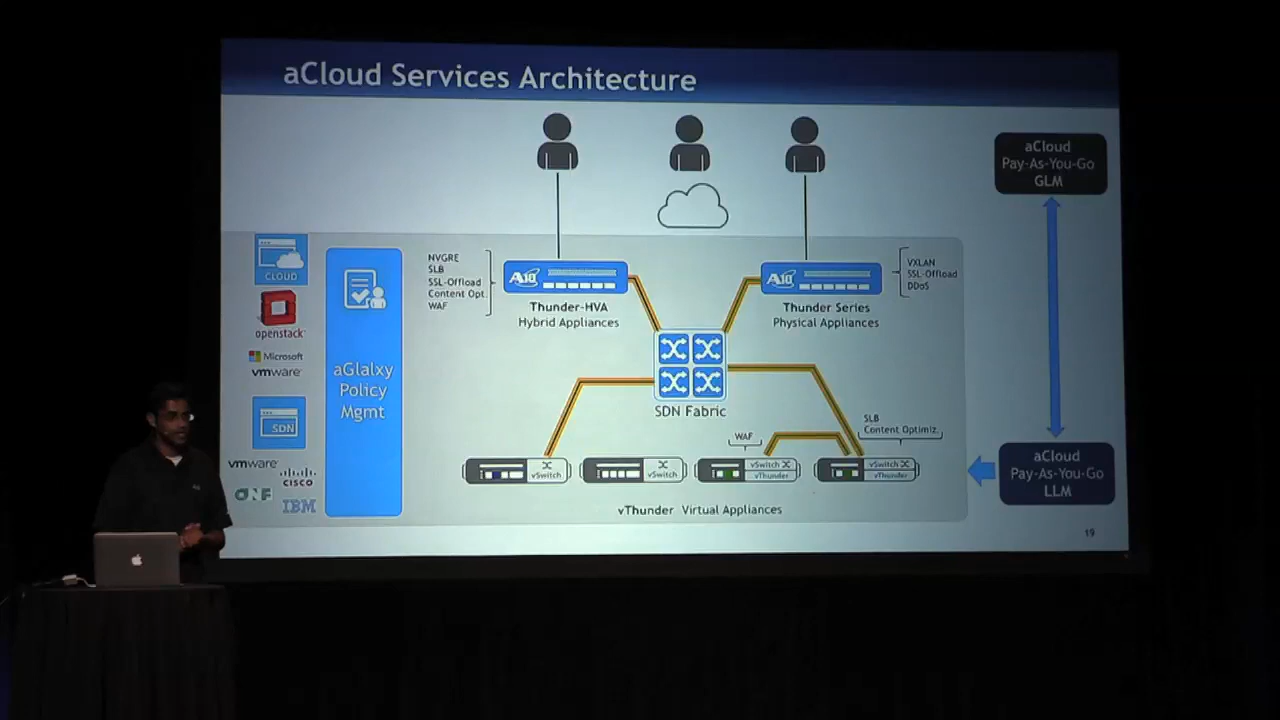 aCloud Services Architecture
aCloud
Pay-As-You-Go
GLM
CLOUD
openstack
Microsoft
vmware
SDN
vmware
CISCO
ONF
IBM
aGlalxy
Policy
Mgmt
NVGRE
SLB
SSL-Offload
Content Opt.
WAF
A10
Thunder-HVA
Hybrid Appliances
A10
Thunder Series
Physical Appliances
VXLAN
SSL-Offload
DDoS
SDN Fabric
WAF
SLB
Content Optimiz.
vSwitch
vSwitch
vSwitch
vThunder
vSwitch
vThunder
vThunder Virtual Appliances
aCloud
Pay-As-You-Go
LLM
19